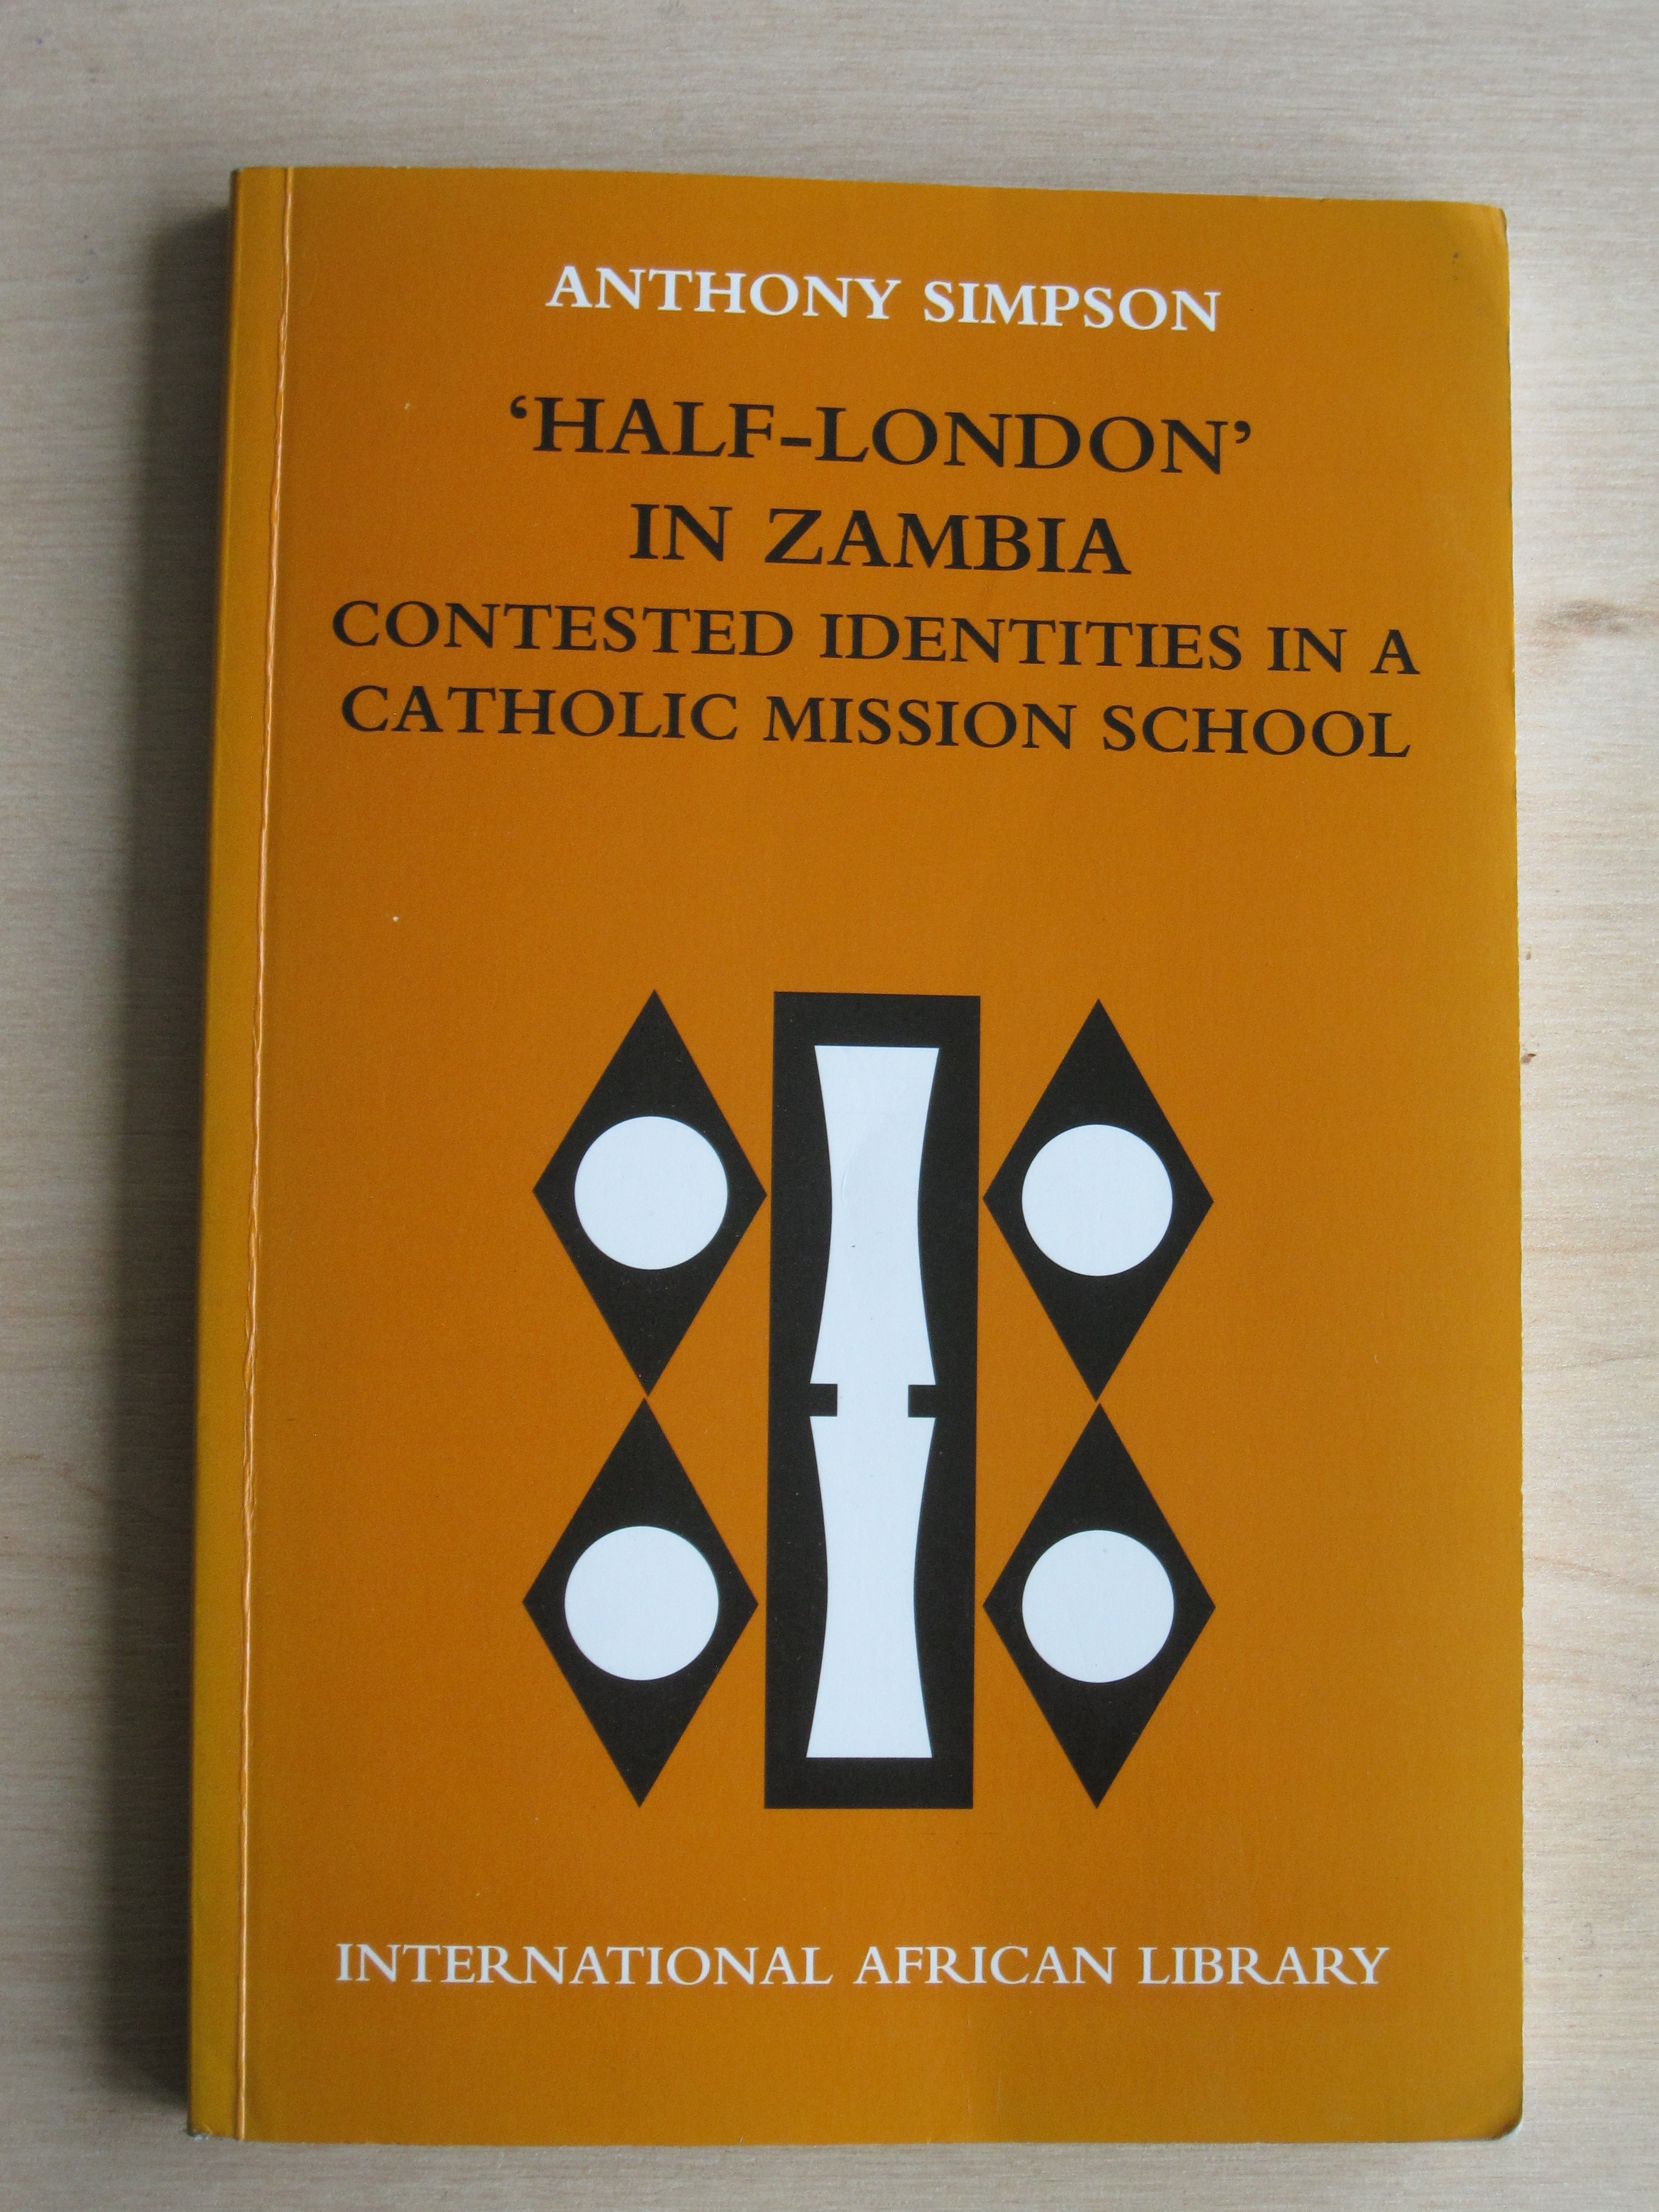 ANTHONY SIMPSON
‘HALF-LONDON’
IN ZAMBIA
CONTESTED IDENTITIES IN A
CATHOLIC MISSION SCHOOL
INTERNATIONAL AFRICAN LIBRARY